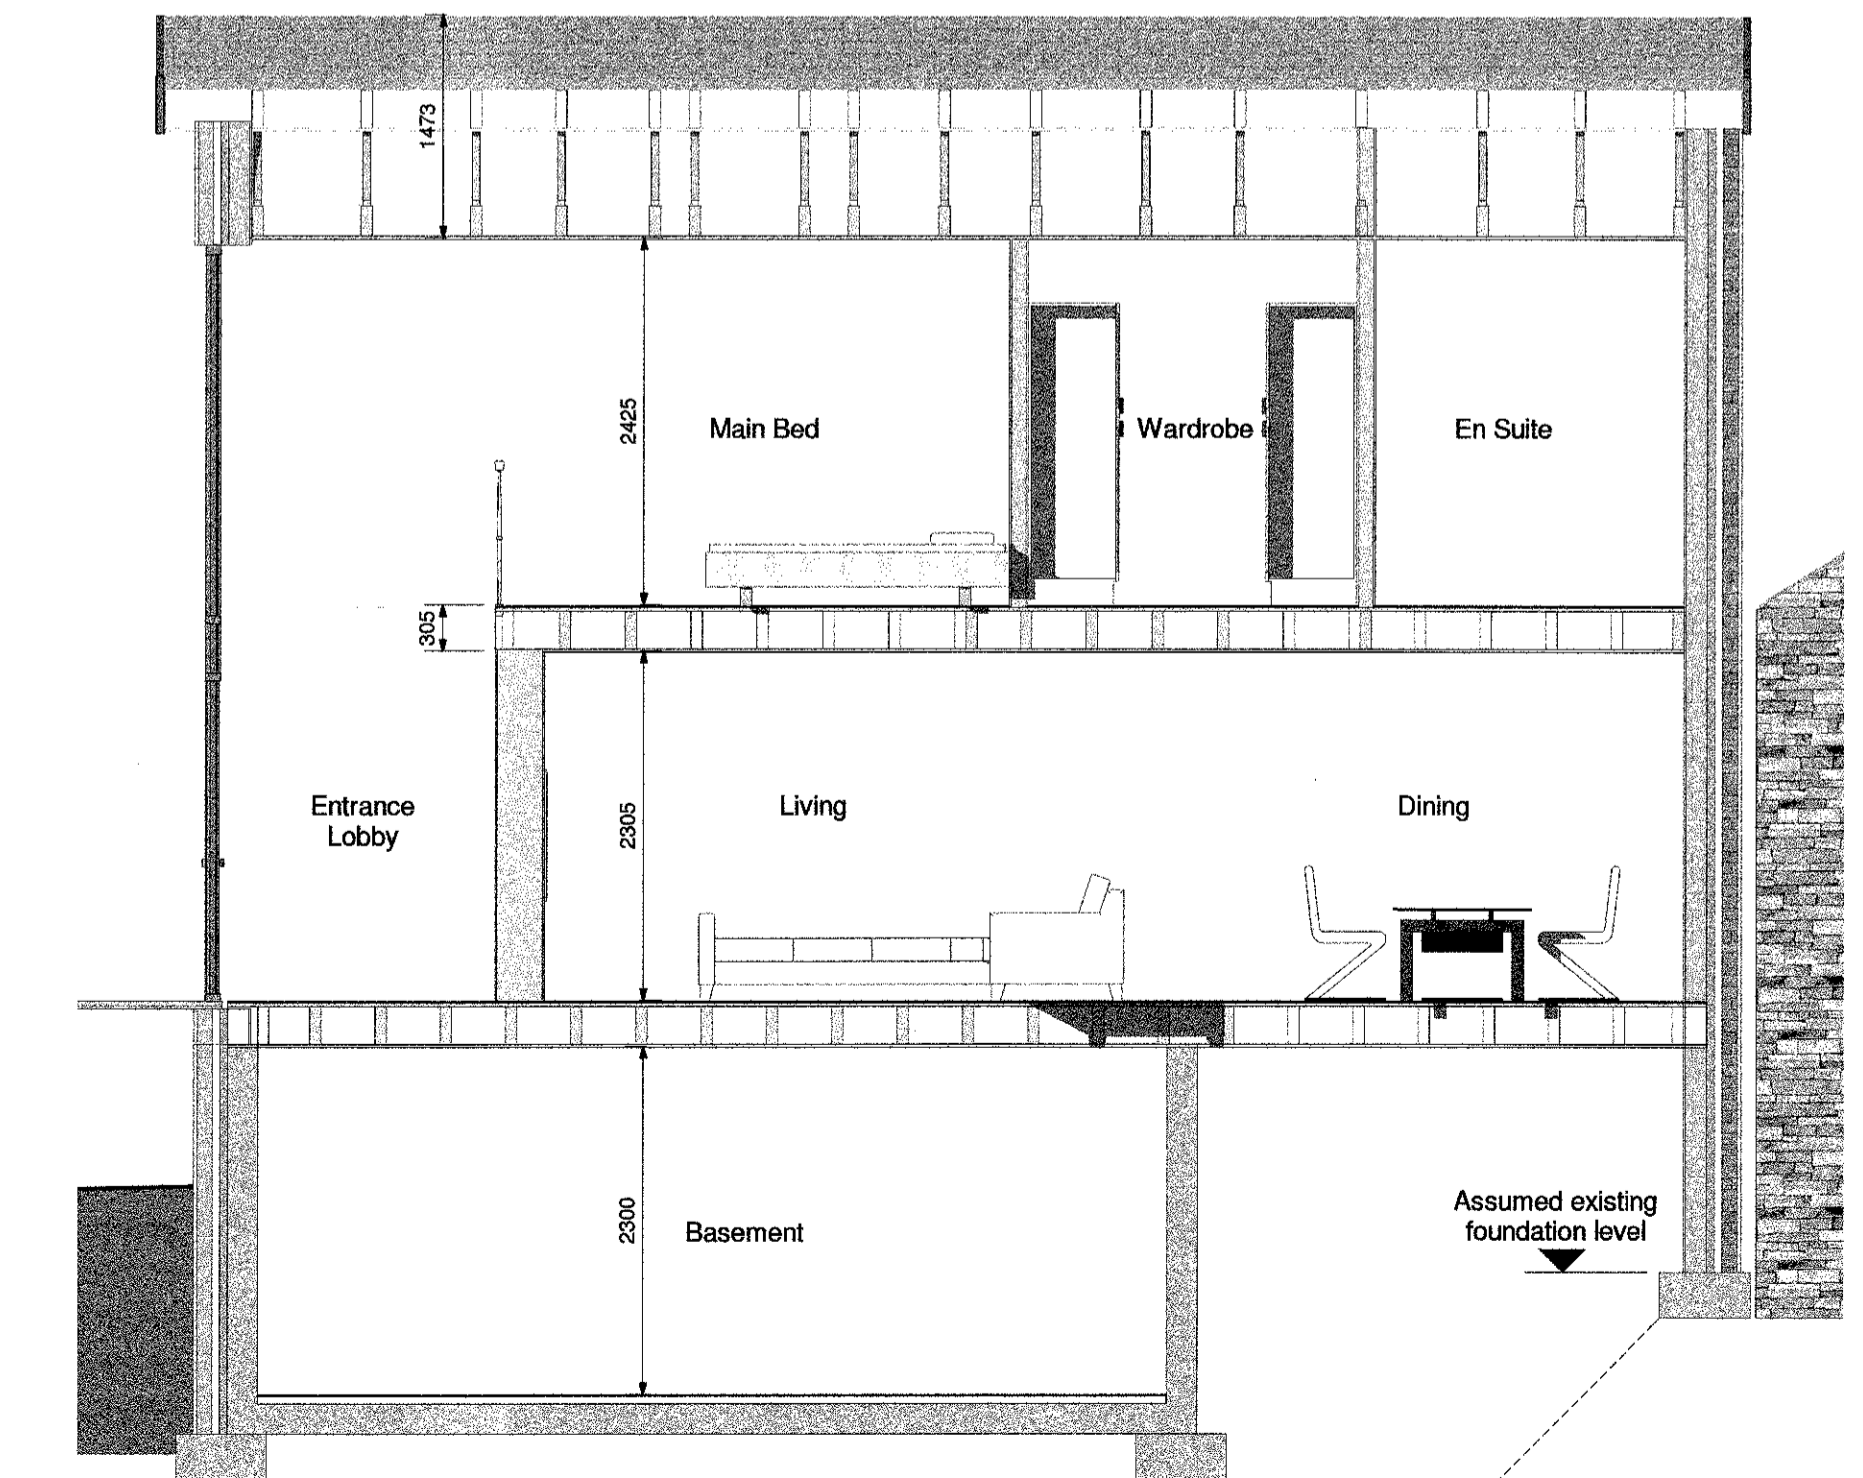 1473
2425
Main Bed
Wardrobe
En Suite
305
Entrance
Lobby
2305
Living
Dining
2300
Basement
Assumed existing
foundation level